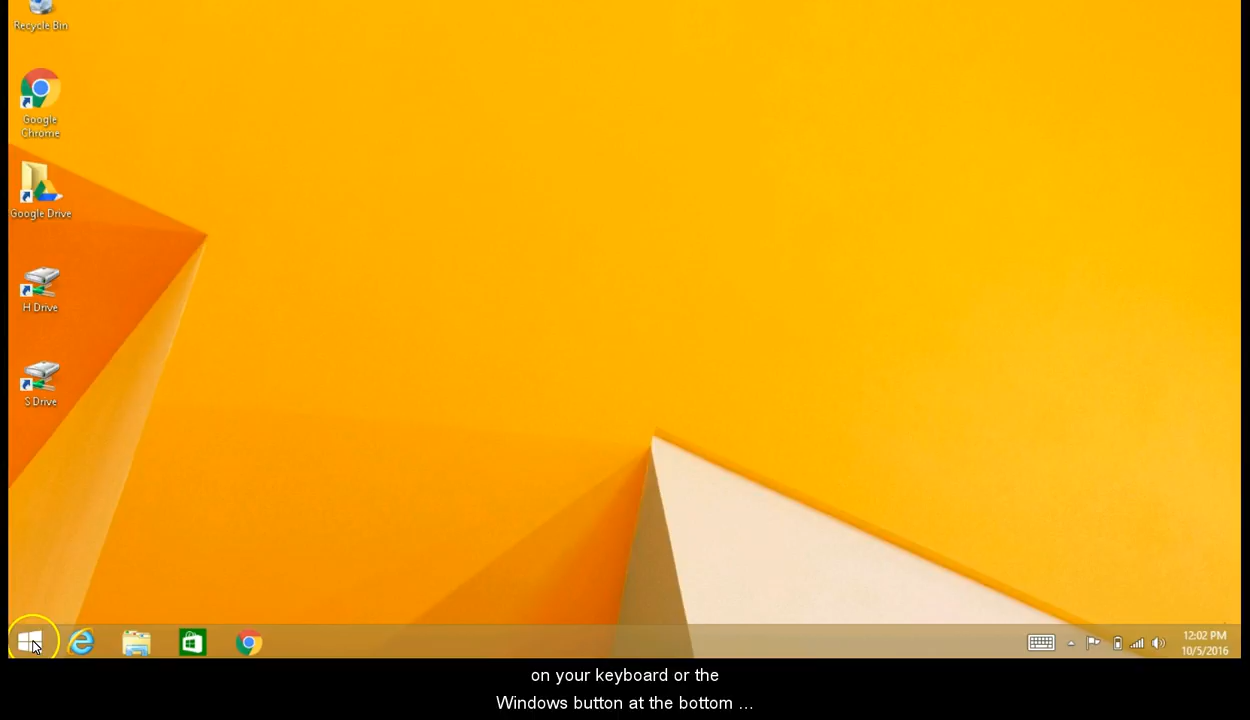 Recycle Bin
Google
Chrome
Google Drive
H Drive
S Drive
12:02 PM
10/5/2016
on your keyboard or the
Windows button at the bottom ...